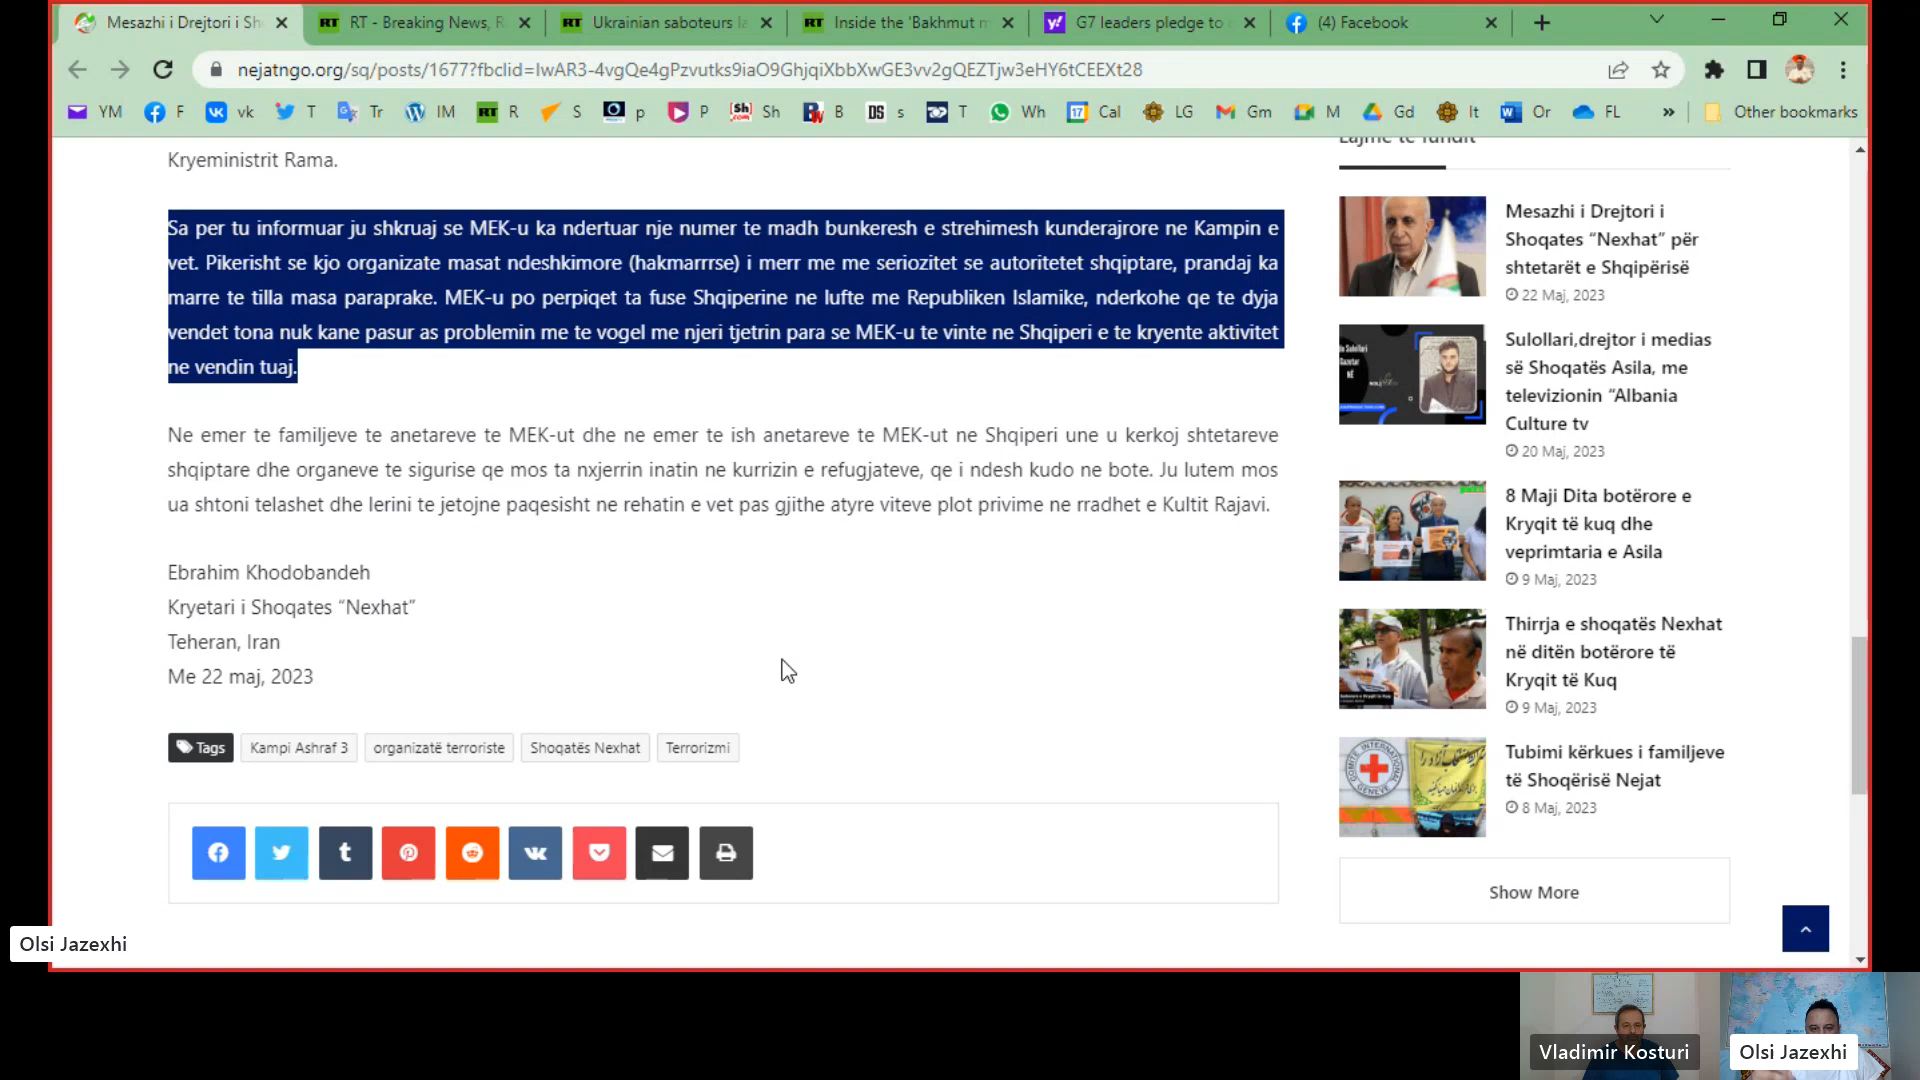 Mesazhi i Drejtori i Sh
RT - Breaking News, R
Ukrainian saboteurs la
Inside the 'Bakhmut m
G7 leaders pledge to
(4) Facebook
nejatngo.org/sq/posts/1677?fbclid=IwAR3-4vgQe4gPzvutks9iaO9GhjqiXbbXwGE3vv2gQEZTjw3eHY6tCEEXt28
YM F vk T Tr IM R S p P Sh B s T Wh Cal LG Gm M Gd It Or FL » Other bookmarks
Kryeministrit Rama.
Sa per tu informuar ju shkruaj se MEK-u ka ndertuar nje numer te madh bunkeresh e strehimesh kunderajrore ne Kampin e
vet. Pikerisht se kjo organizate masat ndeshkimore (hakmarrrse) i merr me me seriozitet se autoritetet shqiptare, prandaj ka
marre te tilla masa paraprake. MEK-u po perpiqet ta fuse Shqiperine ne lufte me Republiken Islamike, nderkohe qe te dyja
vendet tona nuk kane pasur as problemin me te vogel me njeri tjetrin para se MEK-u te vinte ne Shqiperi e te kryente aktivitet
ne vendin tuaj.
Ne emer te familjeve te anetareve te MEK-ut dhe ne emer te ish anetareve te MEK-ut ne Shqiperi une u kerkoj shtetareve
shqiptare dhe organeve te sigurise qe mos ta nxjerrin inatin ne kurrizin e refugjateve, qe i ndesh kudo ne bote. Ju lutem mos
ua shtoni telashet dhe lerini te jetojne paqesisht ne rehatin e vet pas gjithe atyre viteve plot privime ne rradhet e Kultit Rajavi.
Ebrahim Khodobandeh
Kryetari i Shoqates “Nexhat”
Teheran, Iran
Me 22 maj, 2023
Tags
Kampi Ashraf 3
organizatë terroriste
Shoqatës Nexhat
Terrorizmi
Lajme të fundit
Mesazhi i Drejtori i
Shoqates “Nexhat” për
shtetarët e Shqipërisë
22 Maj, 2023
Sulollari,drejtor i medias
së Shoqatës Asila, me
televizionin “Albania
Culture tv
20 Maj, 2023
8 Maji Dita botërore e
Kryqit të kuq dhe
veprimtaria e Asila
9 Maj, 2023
Thirrja e shoqatës Nexhat
në ditën botërore të
Kryqit të Kuq
9 Maj, 2023
Tubimi kërkues i familjeve
të Shoqërisë Nejat
8 Maj, 2023
Show More
Olsi Jazexhi
Vladimir Kosturi
Olsi Jazexhi